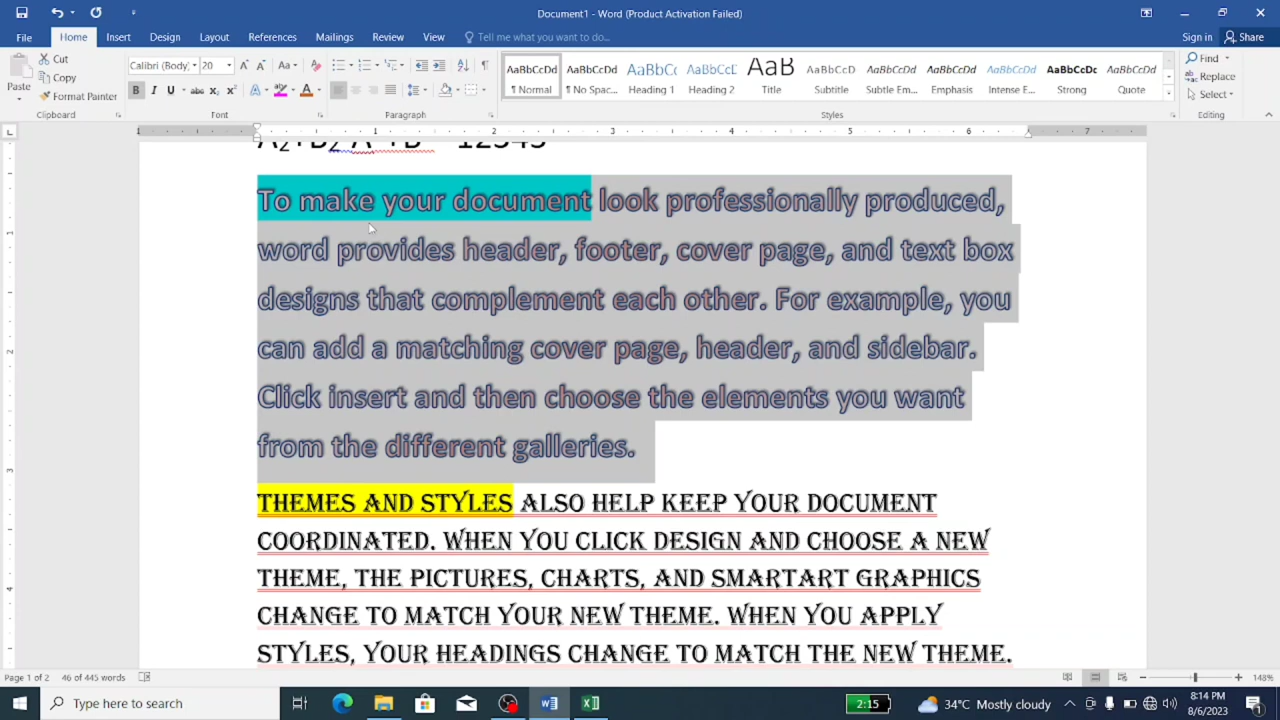 Document1 - Word (Product Activation Failed)
File Home Insert Design Layout References Mailings Review View Tell me what you want to do... Sign in Share
Paste Cut Copy Format Painter
Calibri (Body) 20
AaBbCcDd AaBbCcDd AaBbCc AaBbCcC AaB AaBbCcD AaBbCcDd AaBbCcDd AaBbCcDd AaBbCcDc AaBbCcDd
¶ Normal ¶ No Spac... Heading 1 Heading 2 Title Subtitle Subtle Em... Emphasis Intense E... Strong Quote
Find
Replace
Select
Clipboard Font Paragraph Styles Editing
1 1 2 3 4 5 6 7
To make your document look professionally produced,
word provides header, footer, cover page, and text box
designs that complement each other. For example, you
can add a matching cover page, header, and sidebar.
Click insert and then choose the elements you want
from the different galleries.
THEMES AND STYLES ALSO HELP KEEP YOUR DOCUMENT
COORDINATED. WHEN YOU CLICK DESIGN AND CHOOSE A NEW
THEME, THE PICTURES, CHARTS, AND SMARTART GRAPHICS
CHANGE TO MATCH YOUR NEW THEME. WHEN YOU APPLY
STYLES, YOUR HEADINGS CHANGE TO MATCH THE NEW THEME.
Page 1 of 2 46 of 445 words 148%
Type here to search 2:15 34°C Mostly cloudy 8:14 PM
8/6/2023